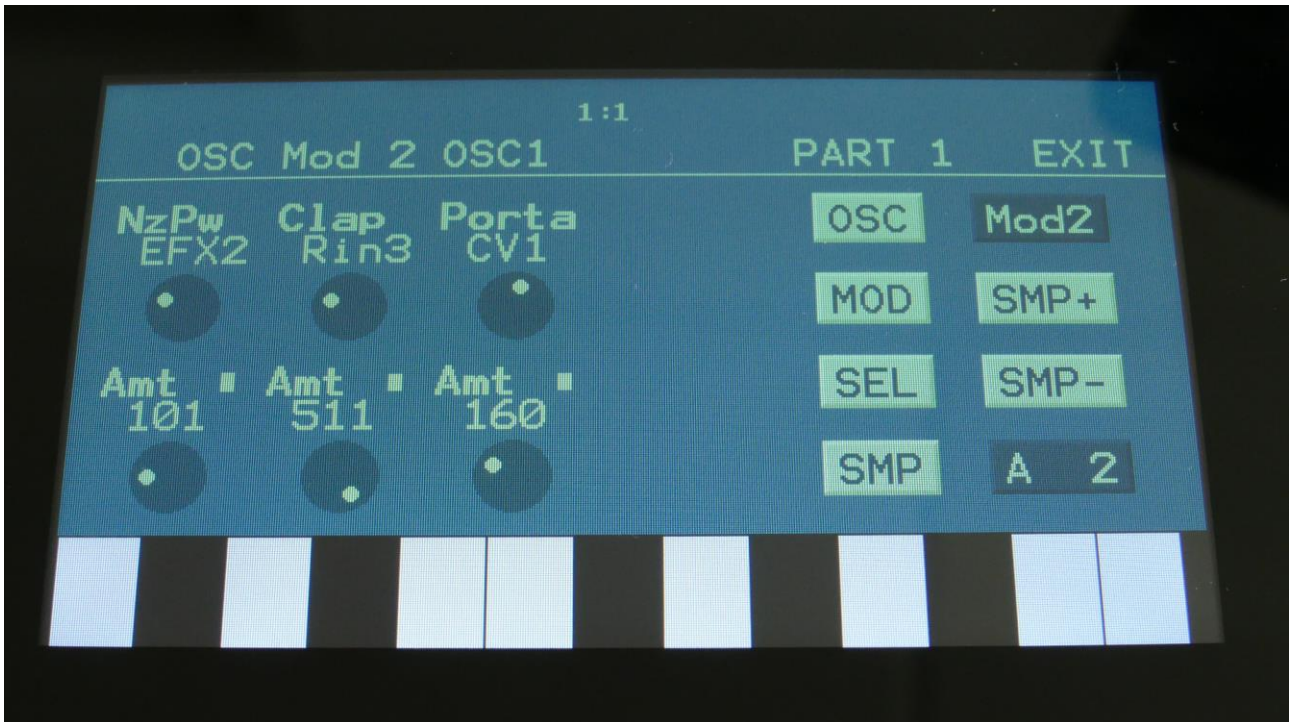 1:1
OSC Mod 2 OSC1 PART 1 EXIT
NzPw Clap Porta OSC Mod2
EFX2 Rin3 CV1
MOD SMP+
Amt Amt Amt SEL SMP-
101 511 160
SMP A 2